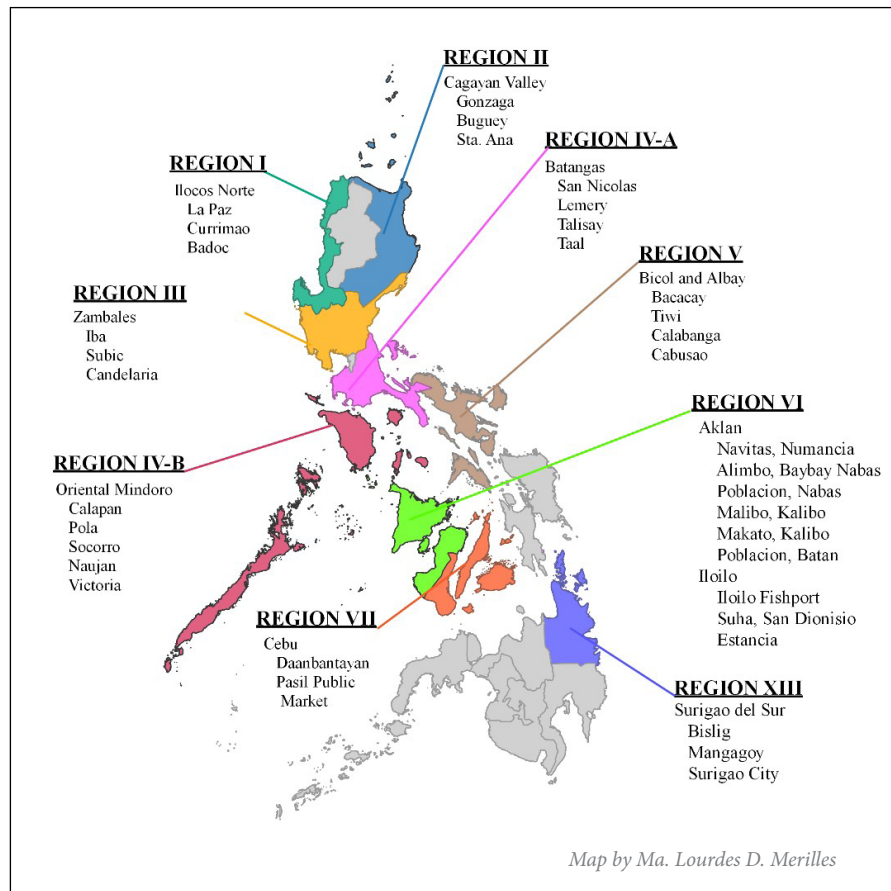 REGION II
Cagayan Valley
Gonzaga
Buguey
Sta. Ana
REGION IV-A
Batangas
San Nicolas
Lemery
Talisay
Taal
REGION I
Ilocos Norte
La Paz
Currimao
Badoc
REGION V
Bicol and Albay
Bacacay
Tiwi
Calabanga
Cabusao
REGION III
Zambales
Iba
Subic
Candelaria
REGION VI
Aklan
Navitas, Numancia
Alimbo, Baybay Nabas
Poblacion, Nabas
Malibo, Kalibo
Makato, Kalibo
Poblacion, Batan
Iloilo
Iloilo Fishport
Suha, San Dionisio
Estancia
REGION IV-B
Oriental Mindoro
Calapan
Pola
Socorro
Naujan
Victoria
REGION VII
Cebu
Daanbantayan
Pasil Public
Market
REGION XIII
Surigao del Sur
Bislig
Mangagoy
Surigao City
Map by Ma. Lourdes D. Merilles